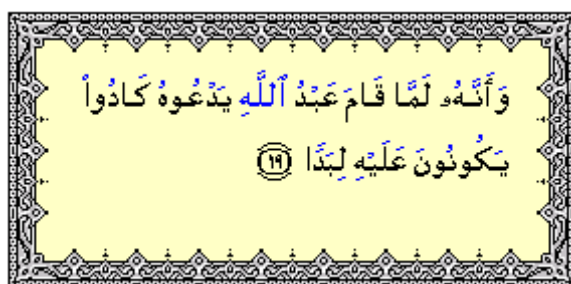 وَأَنَّهُۥ لَمَّا قَامَ عَبْدُ ٱللَّهِ يَدْعُوهُ كَادُوا۟
يَكُونُونَ عَلَيْهِ لِبَدًا ١٩